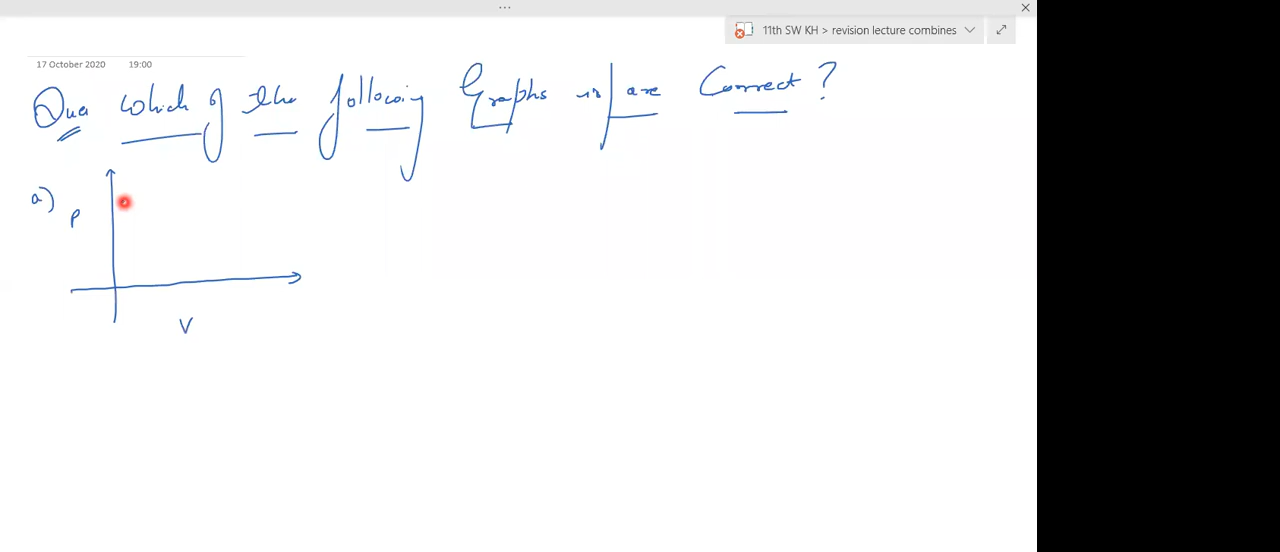 11th SW KH > revision lecture combines
17 October 2020 19:00
Que which of the following Graphs is/are Correct?
a)
P
V